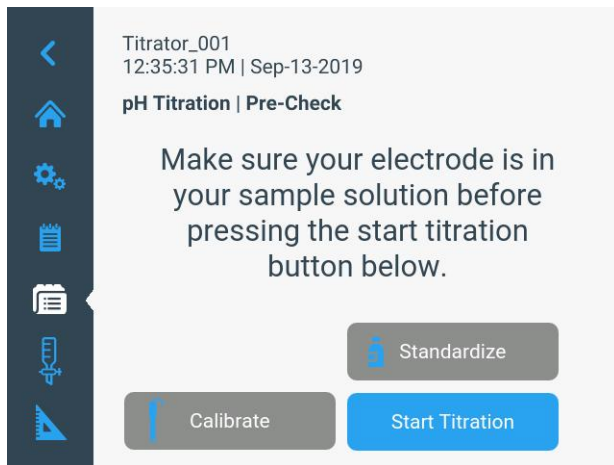 Titrator_001
12:35:31 PM | Sep-13-2019
pH Titration | Pre-Check
Make sure your electrode is in
your sample solution before
pressing the start titration
button below.
Standardize
Calibrate
Start Titration